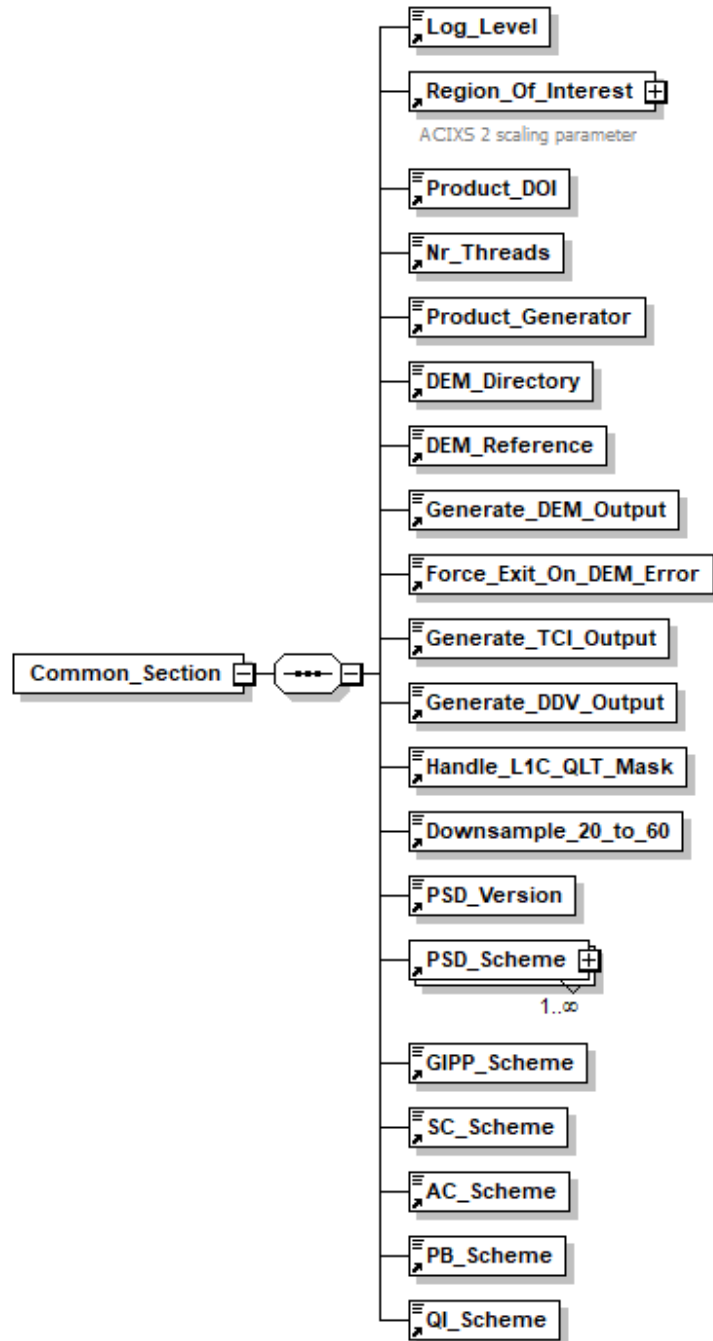 Log_Level
Region_Of_Interest
ACIXS 2 scaling parameter
Product_DOI
Nr_Threads
Product_Generator
DEM_Directory
DEM_Reference
Generate_DEM_Output
Force_Exit_On_DEM_Error
Generate_TCI_Output
Common_Section
Generate_DDV_Output
Handle_L1C_QLT_Mask
Downsample_20_to_60
PSD_Version
PSD_Scheme
1..∞
GIPP_Scheme
SC_Scheme
AC_Scheme
PB_Scheme
QI_Scheme